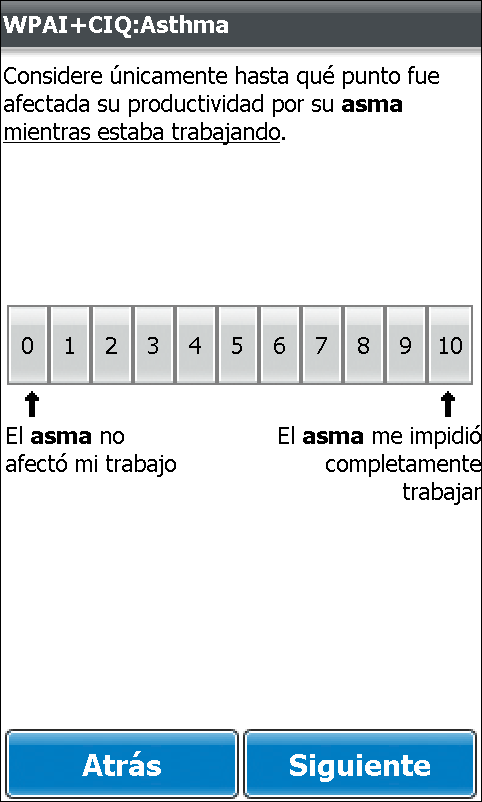 WPAI+CIQ:Asthma
Considere únicamente hasta qué punto fue
afectada su productividad por su asma
mientras estaba trabajando.
0 1 2 3 4 5 6 7 8 9 10
El asma no
afectó mi trabajo
El asma me impidió
completamente
trabajar
Atrás
Siguiente